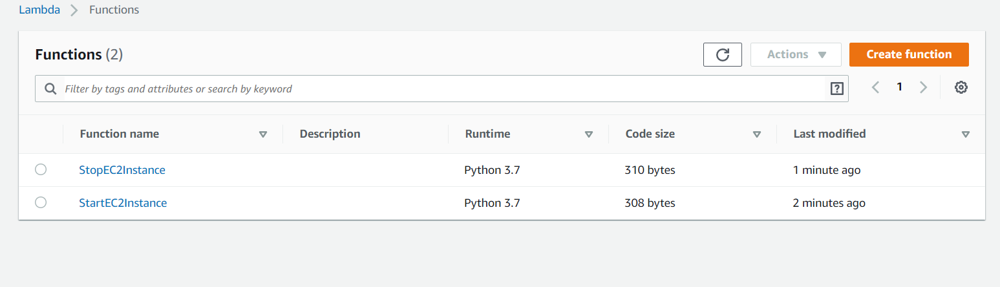 Lambda > Functions
Functions (2) Actions Create function
Filter by tags and attributes or search by keyword ? 1
Function name Description Runtime Code size Last modified
StopEC2Instance Python 3.7 310 bytes 1 minute ago
StartEC2Instance Python 3.7 308 bytes 2 minutes ago